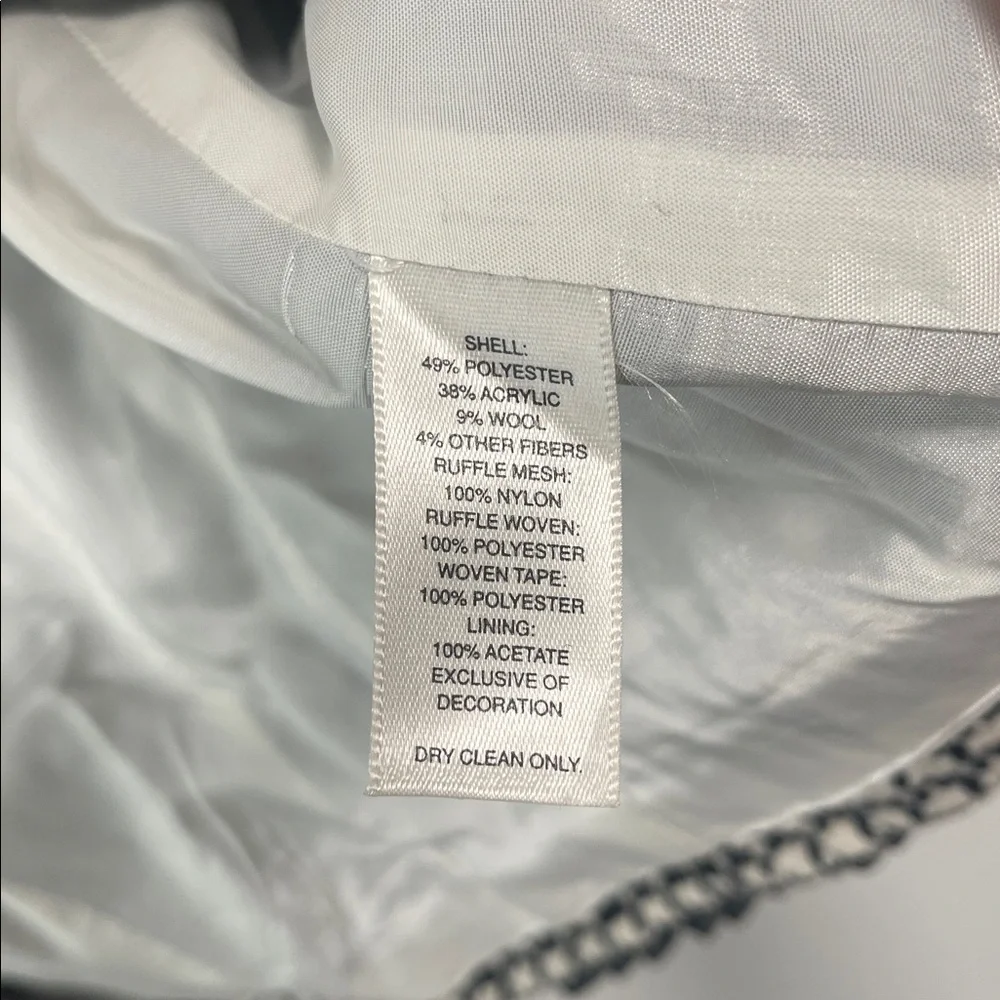 SHELL:
49% POLYESTER
38% ACRYLIC
9% WOOL
4% OTHER FIBERS
RUFFLE MESH:
100% NYLON
RUFFLE WOVEN:
100% POLYESTER
WOVEN TAPE:
100% POLYESTER
LINING:
100% ACETATE
EXCLUSIVE OF
DECORATION
DRY CLEAN ONLY.